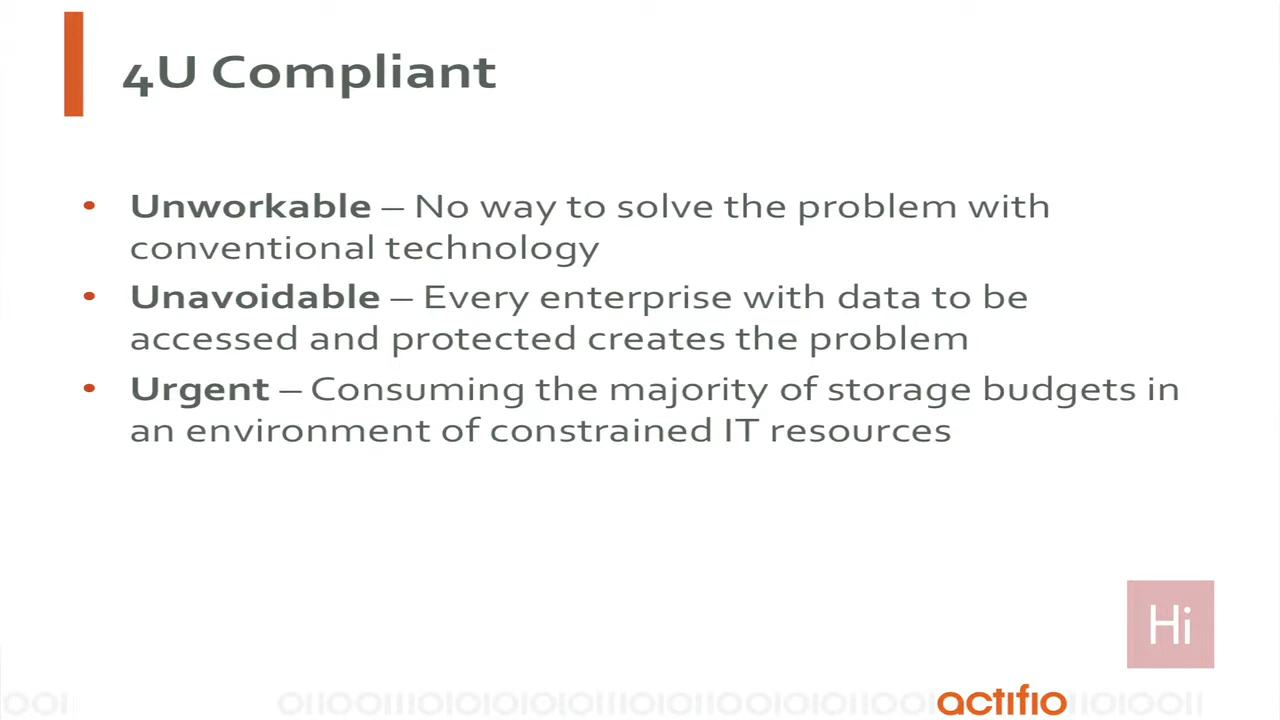 4U Compliant
• Unworkable – No way to solve the problem with
conventional technology
• Unavoidable – Every enterprise with data to be
accessed and protected creates the problem
• Urgent – Consuming the majority of storage budgets in
an environment of constrained IT resources
Hi
actifio